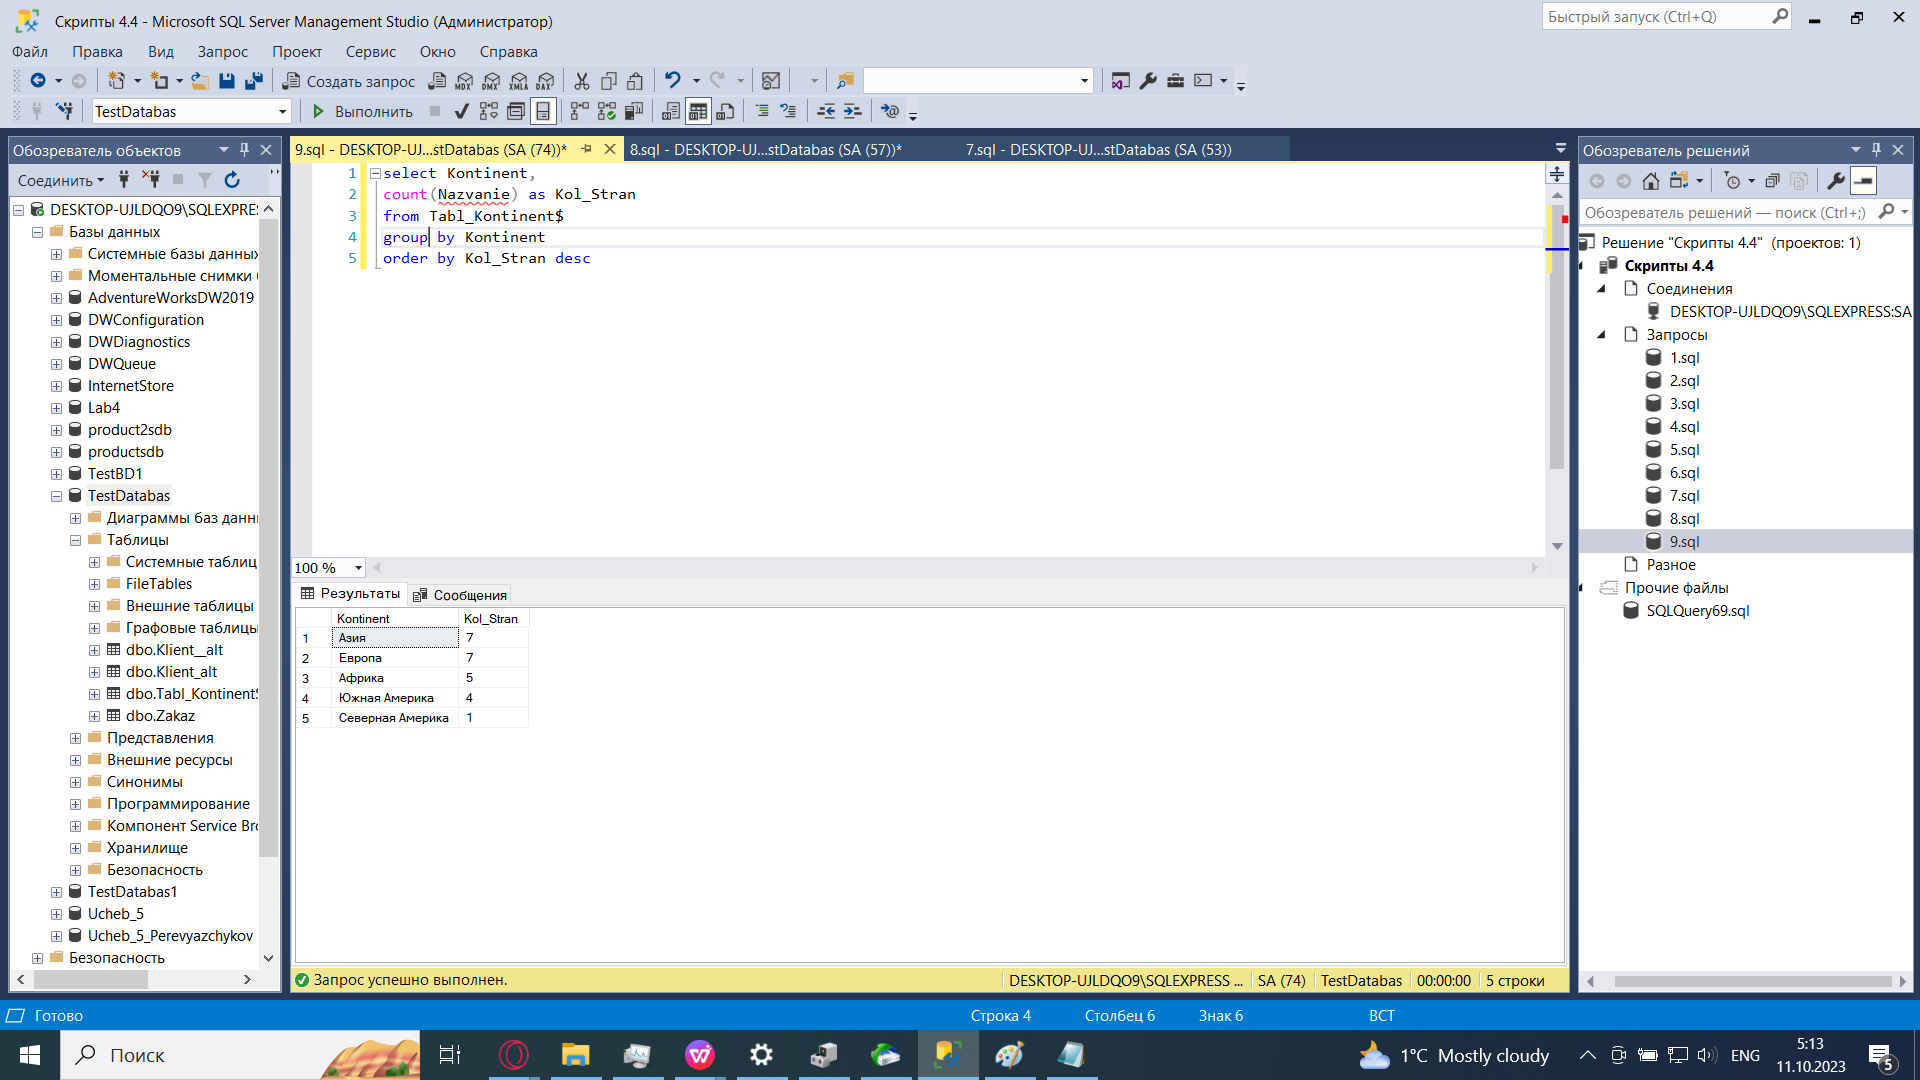 Скрипты 4.4 - Microsoft SQL Server Management Studio (Администратор)
Быстрый запуск (Ctrl+Q)
Файл Правка Вид Запрос Проект Сервис Окно Справка
Создать запрос
MDX DMX XMLA DAX
TestDatabas
Выполнить
Обозреватель объектов
Соединить
DESKTOP-UJLDQO9\SQLEXPRE
Базы данных
Системные базы данных
Моментальные снимки
AdventureWorksDW2019
DWConfiguration
DWDiagnostics
DWQueue
InternetStore
Lab4
product2sdb
productsdb
TestBD1
TestDatabas
Диаграммы баз данн
Таблицы
Системные таблиц
FileTables
Внешние таблицы
Графовые таблицы
dbo.Klient__alt
dbo.Klient_alt
dbo.Tabl_Kontinent
dbo.Zakaz
Представления
Внешние ресурсы
Синонимы
Программирование
Компонент Service Br
Хранилище
Безопасность
TestDatabas1
Ucheb_5
Ucheb_5_Perevyazchykov
Безопасность
9.sql - DESKTOP-UJ...stDatabas (SA (74))*
8.sql - DESKTOP-UJ...stDatabas (SA (57))*
7.sql - DESKTOP-UJ...stDatabas (SA (53))
1 select Kontinent,
2 count(Nazvanie) as Kol_Stran
3 from Tabl_Kontinent$
4 group by Kontinent
5 order by Kol_Stran desc
100 %
Результаты Сообщения
Kontinent Kol_Stran
1 Азия 7
2 Европа 7
3 Африка 5
4 Южная Америка 4
5 Северная Америка 1
Запрос успешно выполнен.
DESKTOP-UJLDQO9\SQLEXPRESS ... SA (74) TestDatabas 00:00:00 5 строки
Обозреватель решений
Обозреватель решений — поиск (Ctrl+;)
Решение "Скрипты 4.4" (проектов: 1)
Скрипты 4.4
Соединения
DESKTOP-UJLDQO9\SQLEXPRESS:SA
Запросы
1.sql
2.sql
3.sql
4.sql
5.sql
6.sql
7.sql
8.sql
9.sql
Разное
Прочие файлы
SQLQuery69.sql
Готово
Строка 4 Столбец 6 Знак 6 ВСТ
Поиск
1°C Mostly cloudy
ENG
5:13
11.10.2023
5